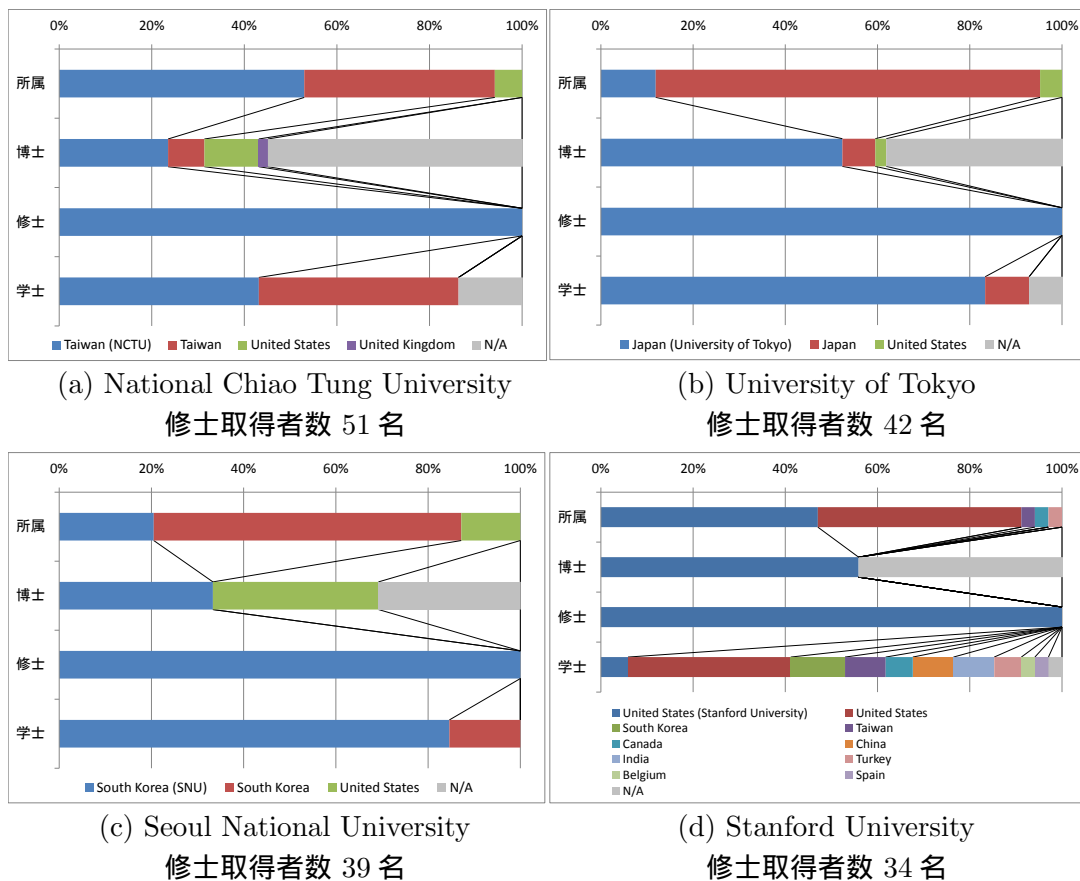 0% 20% 40% 60% 80% 100%
所属
博士
修士
学士
Taiwan (NCTU) Taiwan United States United Kingdom N/A
(a) National Chiao Tung University
修士取得者数 51 名
0% 20% 40% 60% 80% 100%
所属
博士
修士
学士
Japan (University of Tokyo) Japan United States N/A
(b) University of Tokyo
修士取得者数 42 名
0% 20% 40% 60% 80% 100%
所属
博士
修士
学士
South Korea (SNU) South Korea United States N/A
(c) Seoul National University
修士取得者数 39 名
0% 20% 40% 60% 80% 100%
所属
博士
修士
学士
United States (Stanford University) United States
South Korea Taiwan
Canada China
India Turkey
Belgium Spain
N/A
(d) Stanford University
修士取得者数 34 名